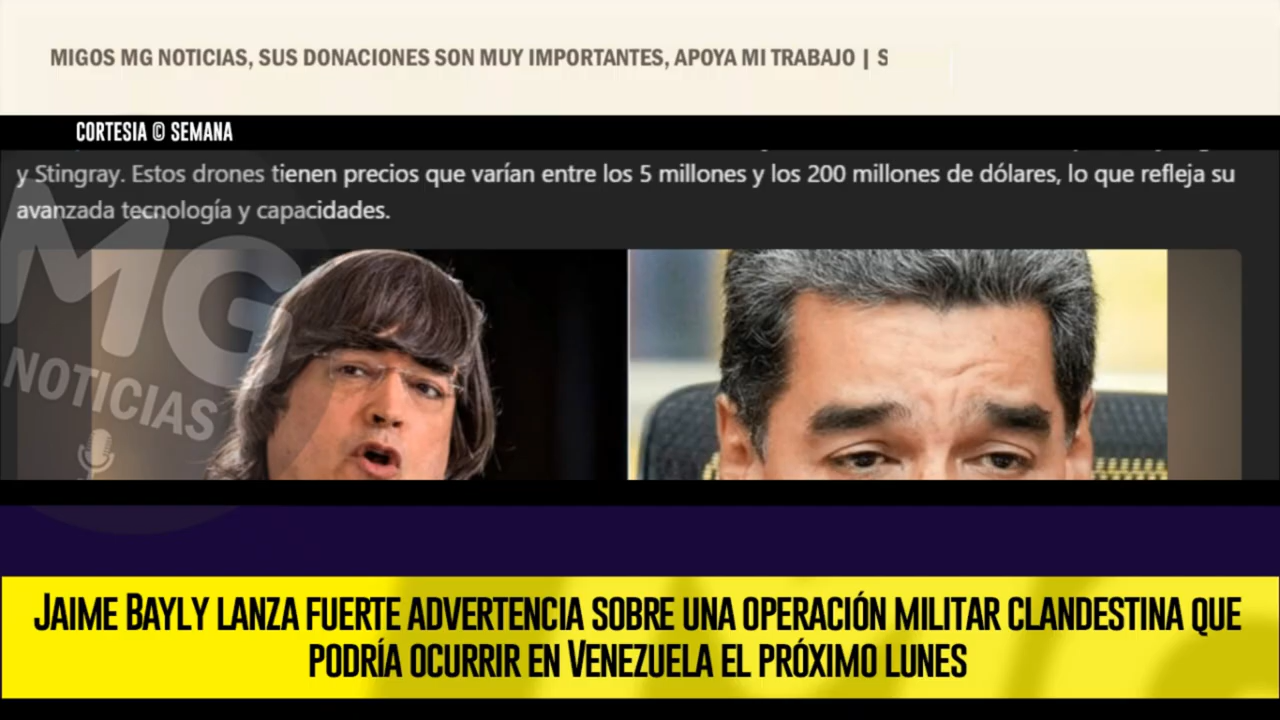 MIGOS MG NOTICIAS, SUS DONACIONES SON MUY IMPORTANTES, APOYA MI TRABAJO | S
CORTESIA © SEMANA
y Stingray. Estos drones tienen precios que varían entre los 5 millones y los 200 millones de dólares, lo que refleja su
avanzada tecnología y capacidades.
MG
NOTICIAS
JAIME BAYLY LANZA FUERTE ADVERTENCIA SOBRE UNA OPERACIÓN MILITAR CLANDESTINA QUE
PODRÍA OCURRIR EN VENEZUELA EL PRÓXIMO LUNES